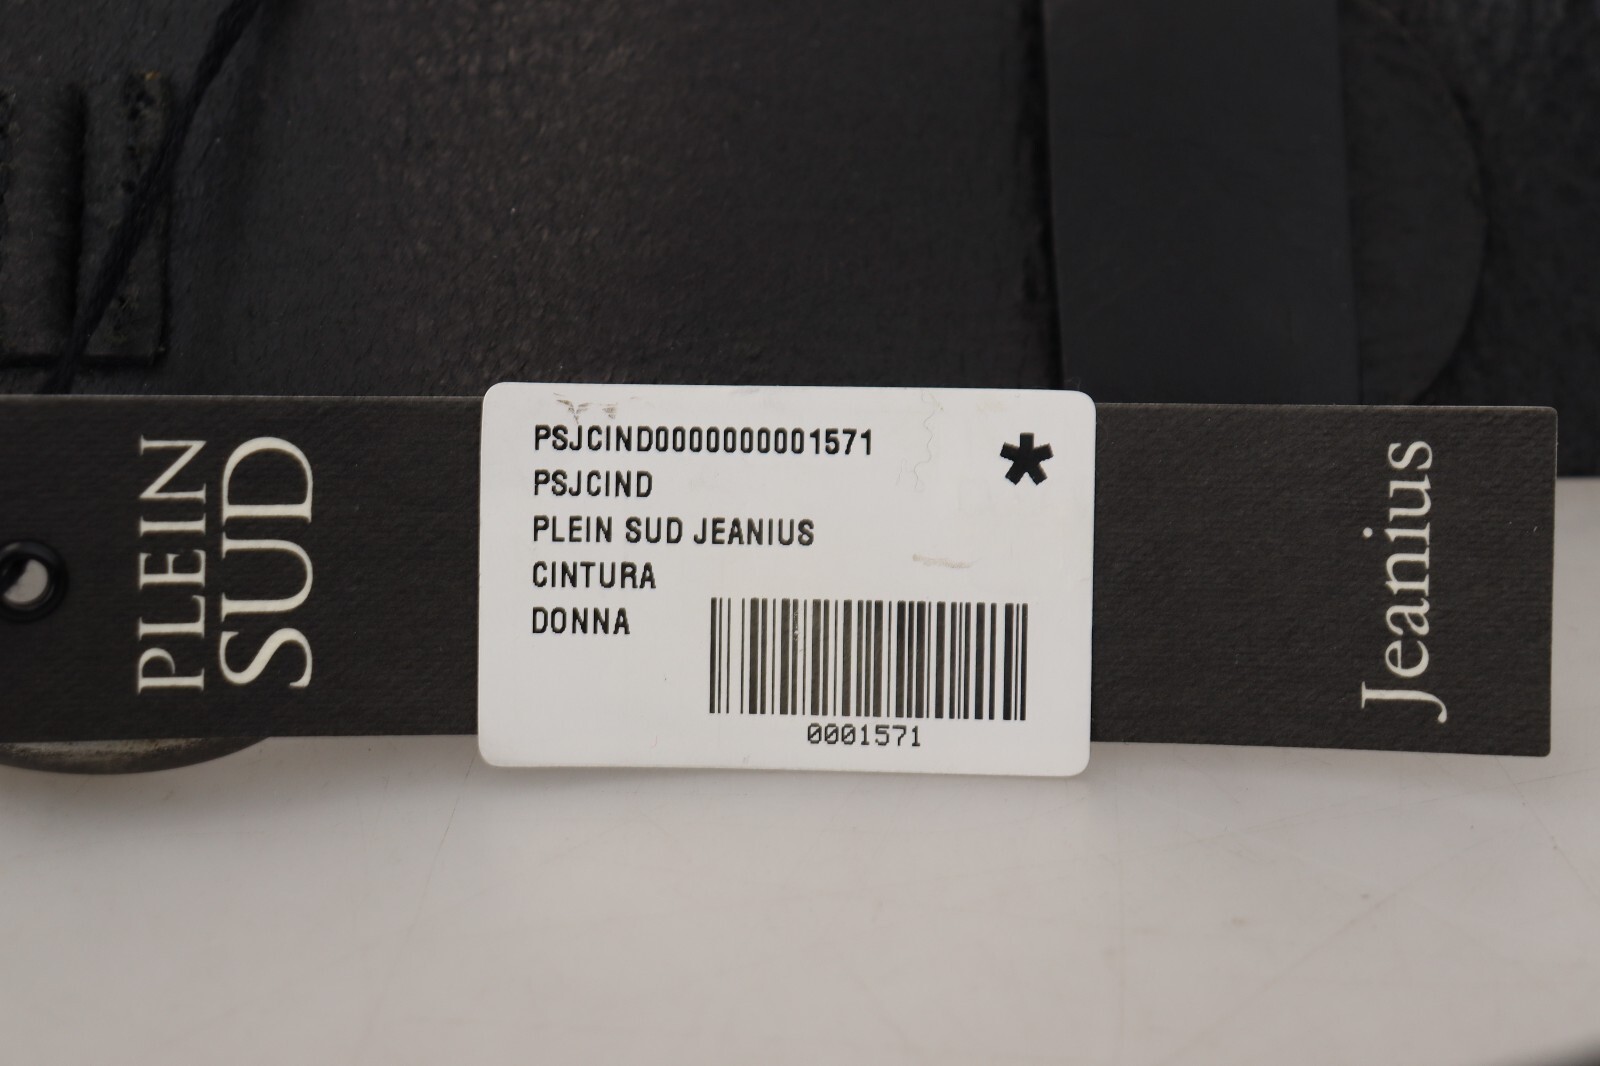 PLEIN
SUD
PSJCIND0000000001571
PSJCIND
PLEIN SUD JEANIUS
CINTURA
DONNA
*
0001571
Jeanius